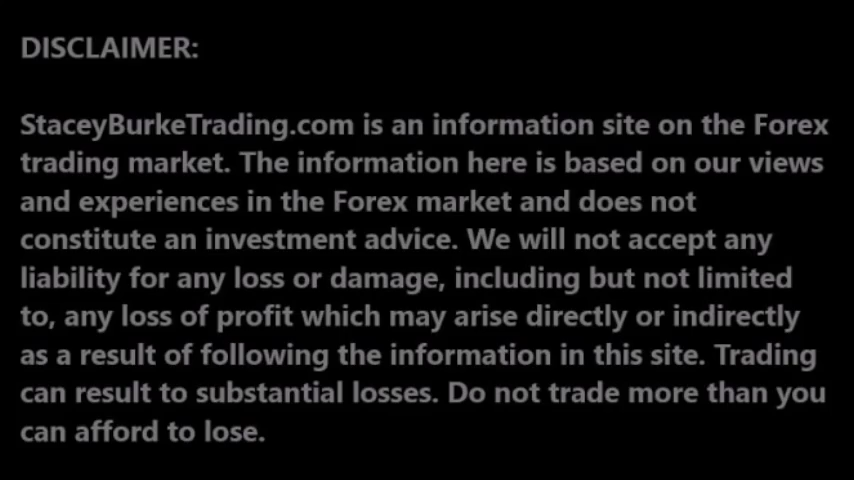 DISCLAIMER:
StaceyBurkeTrading.com is an information site on the Forex
trading market. The information here is based on our views
and experiences in the Forex market and does not
constitute an investment advice. We will not accept any
liability for any loss or damage, including but not limited
to, any loss of profit which may arise directly or indirectly
as a result of following the information in this site. Trading
can result to substantial losses. Do not trade more than you
can afford to lose.